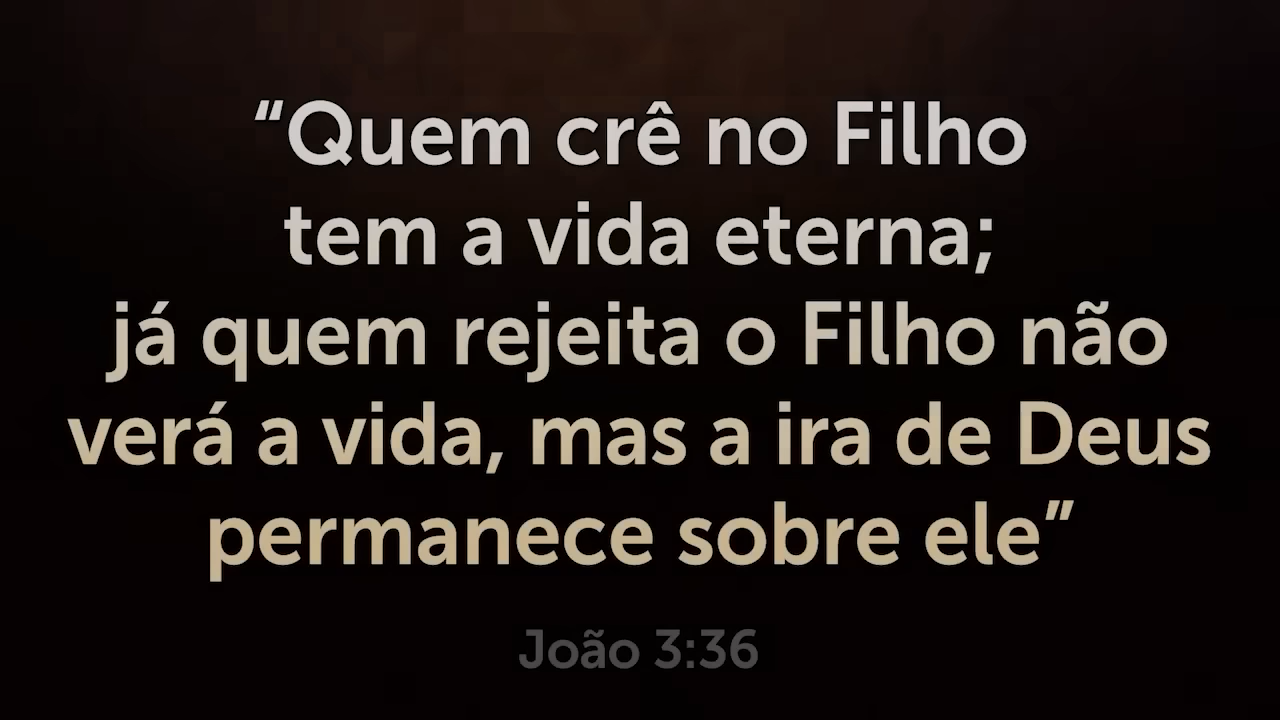 “Quem crê no Filho
tem a vida eterna;
já quem rejeita o Filho não
verá a vida, mas a ira de Deus
permanece sobre ele”
João 3:36